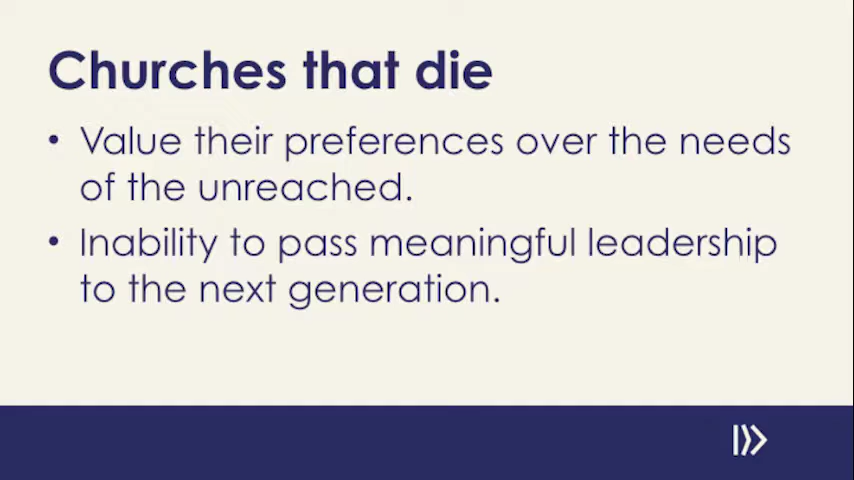 Churches that die
• Value their preferences over the needs
of the unreached.
• Inability to pass meaningful leadership
to the next generation.